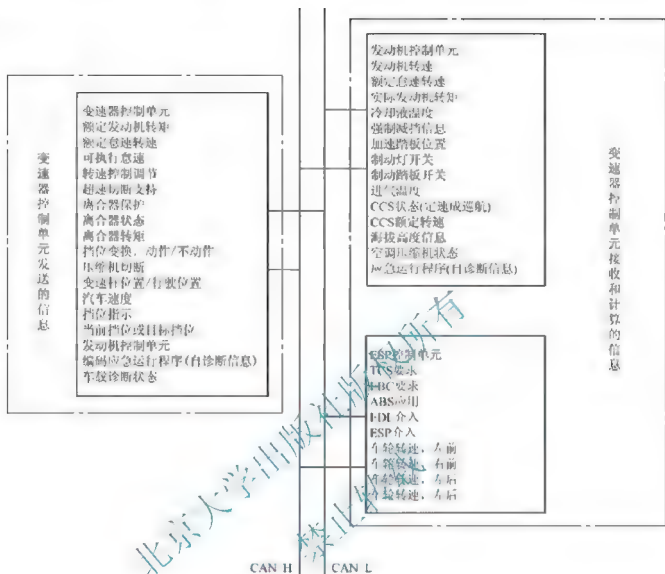 变速器控制单元发送的信息
变速器控制单元
额定发动机转矩
额定怠速转速
可执行怠速
转速控制调节
超速切断支持
离合器保护
离合器状态
离合器转矩
挡位变换，动作/不动作
压缩机切断
变速杆位置/行驶位置
汽车速度
挡位指示
当前挡位或目标挡位
发动机控制单元
编码应急运行程序(自诊断信息)
车载诊断状态
发动机控制单元
发动机转速
额定怠速转速
实际发动机转矩
冷却液温度
强制减挡信息
加速踏板位置
制动灯开关
制动踏板开关
进气温度
CCS状态(定速成巡航)
CCS额定转速
海拔高度信息
空调压缩机状态
应急运行程序(自诊断信息)
ESP控制单元
TCS要求
EBC要求
ABS应用
EDL介入
ESP介入
车轮转速，左前
车轮转速，右前
车轮转速，左后
车轮转速，右后
变速器控制单元接收和计算的信息
CAN H
CAN L
北京大学出版社版权所有